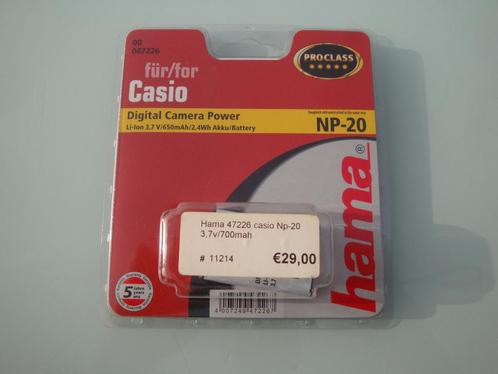 00
047226
PROCLASS
für/for
Casio
Digital Camera Power
Li-Ion 3,7 V/650mAh/2,4Wh Akku/Battery
NP-20
hama®
Hama 47226 casio Np-20
3,7v/700mah
# 11214
€29,00
5
4007249472267